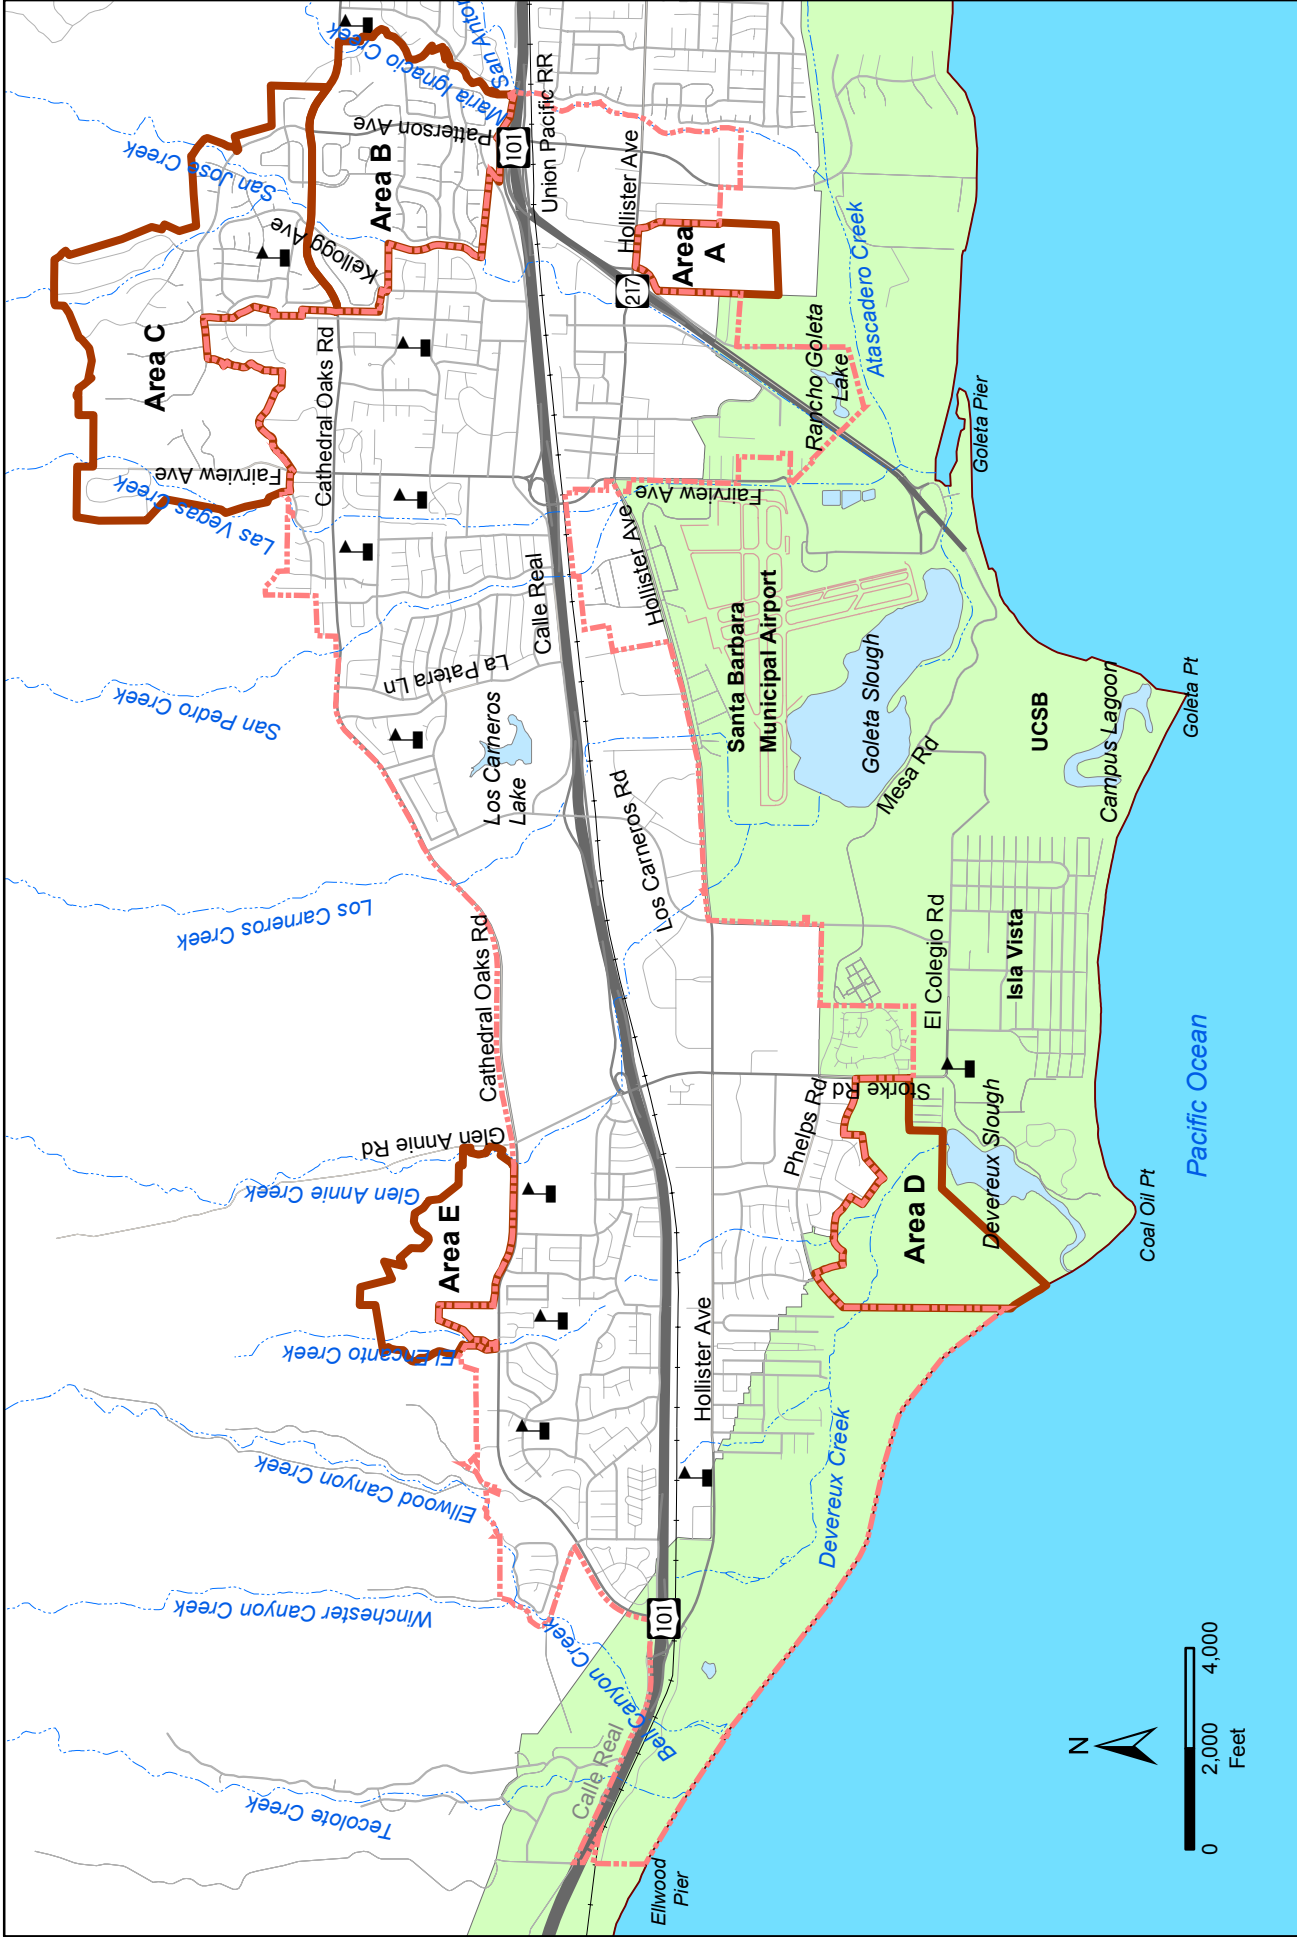 Tecolote Creek
Winchester Canyon Creek
Ellwood Canyon Creek
El Encanto Creek
Glen Annie Creek
Glen Annie Rd
Los Carneros Creek
San Pedro Creek
Las Vegas Creek
San Jose Creek
Maria Ignacio Creek
San Anton
Area C
Area B
Area E
Patterson Ave
Kellogg Ave
Fairview Ave
Cathedral Oaks Rd
Cathedral Oaks Rd
La Patera Ln
Los Carneros
Lake
Calle Real
Union Pacific RR
101
Hollister Ave
217
Area
A
Bell Canyon Creek
Calle Real
101
Hollister Ave
Los Carneros Rd
Hollister Ave
Fairview Ave
Rancho Goleta
Lake
Atascadero Creek
Ellwood
Pier
Devereux Creek
Phelps Rd
Storke Rd
Area D
Devereux Slough
El Colegio Rd
Isla Vista
Mesa Rd
Santa Barbara
Municipal Airport
Goleta Slough
UCSB
Campus Lagoon
Goleta Pier
Goleta Pt
Coal Oil Pt
Pacific Ocean
N
0
2,000
4,000
Feet